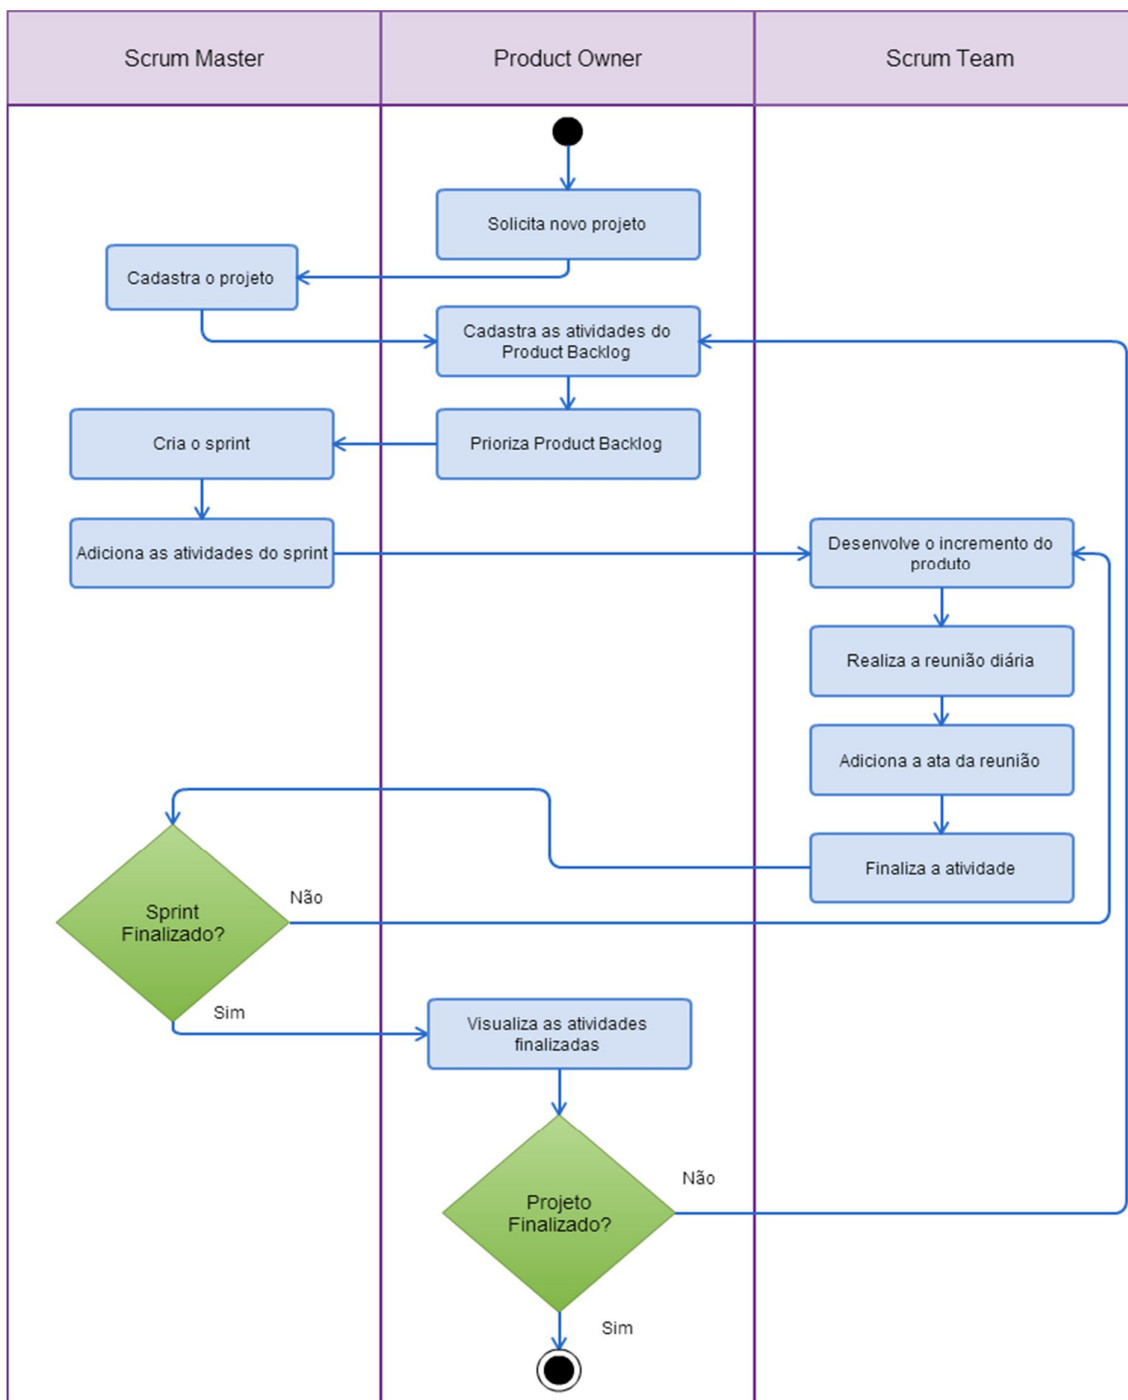 Scrum Master
Product Owner
Scrum Team
Solicita novo projeto
Cadastra o projeto
Cadastra as atividades do
Product Backlog
Cria o sprint
Prioriza Product Backlog
Adiciona as atividades do sprint
Desenvolve o incremento do
produto
Realiza a reunião diária
Adiciona a ata da reunião
Finaliza a atividade
Não
Sprint
Finalizado?
Sim
Visualiza as atividades
finalizadas
Não
Projeto
Finalizado?
Sim